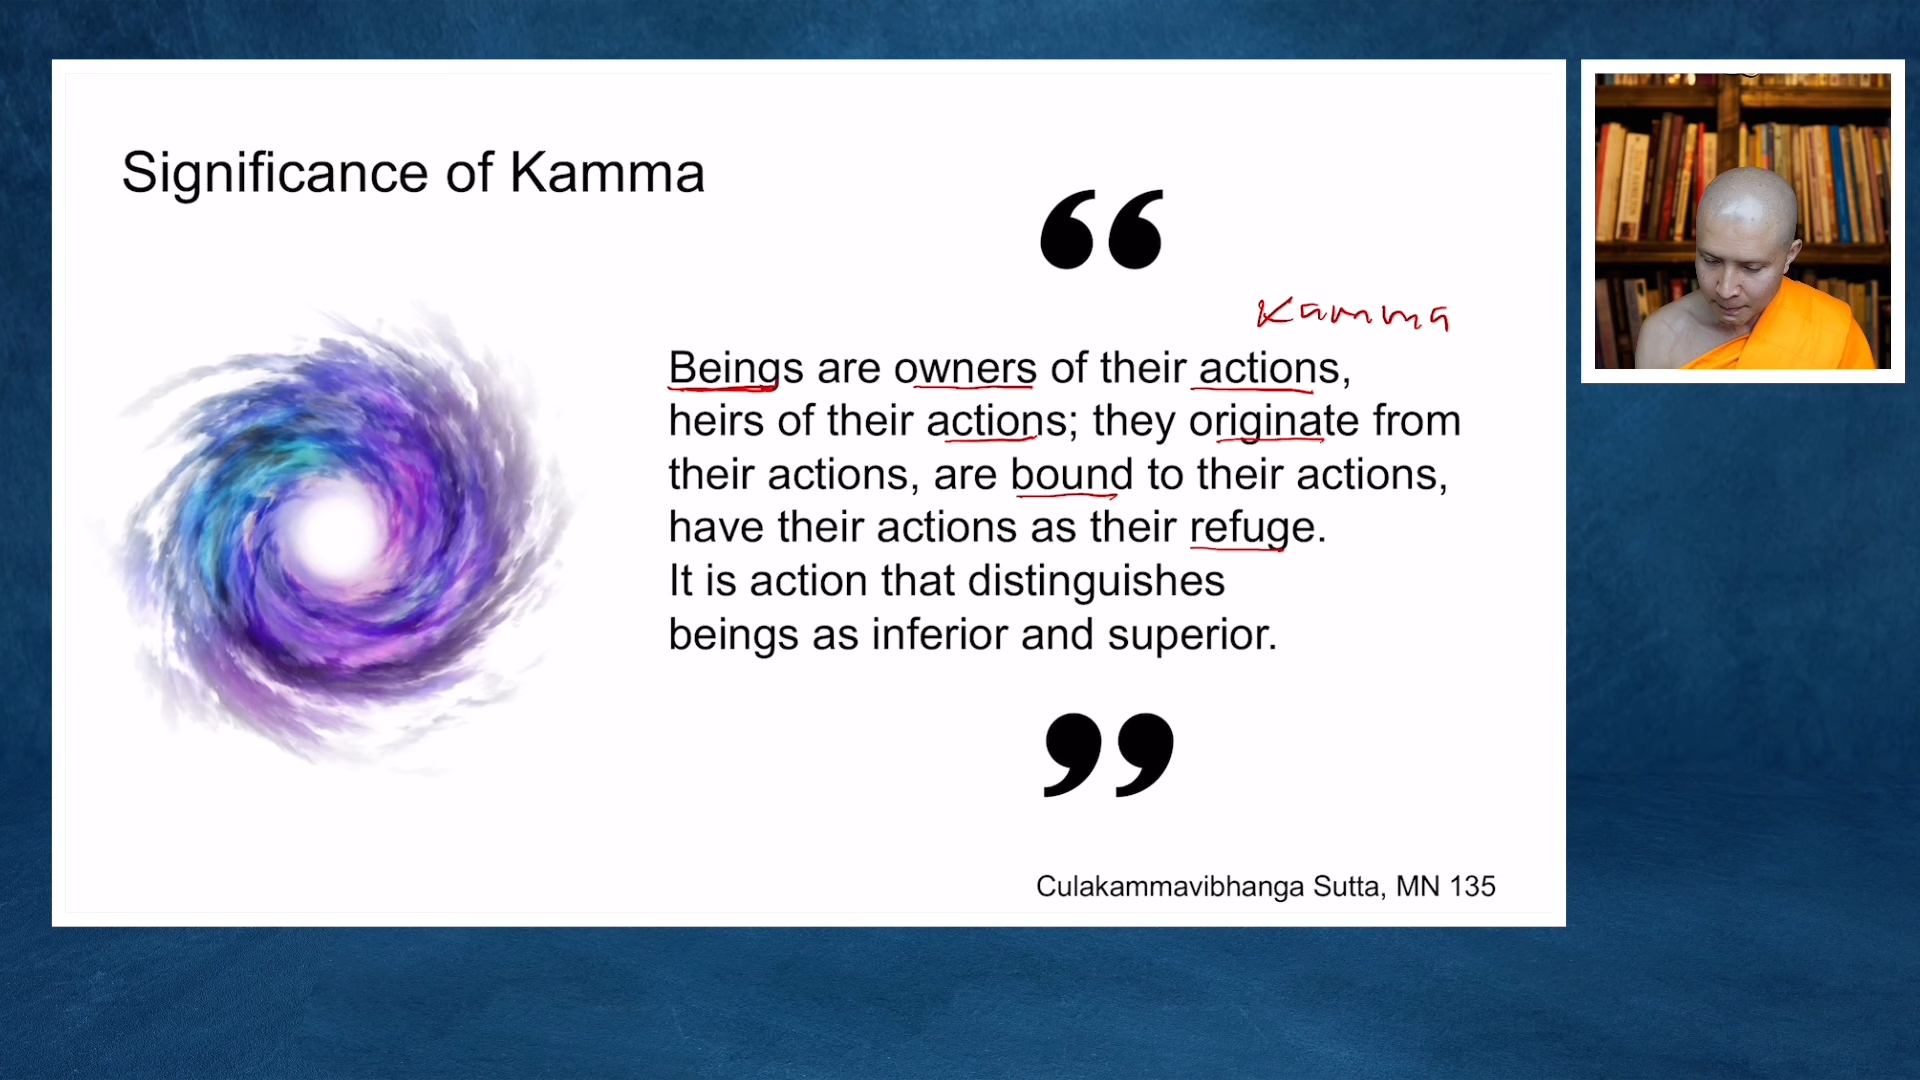 Significance of Kamma
“
Kamma
Beings are owners of their actions,
heirs of their actions; they originate from
their actions, are bound to their actions,
have their actions as their refuge.
It is action that distinguishes
beings as inferior and superior.
”
Culakammavibhanga Sutta, MN 135